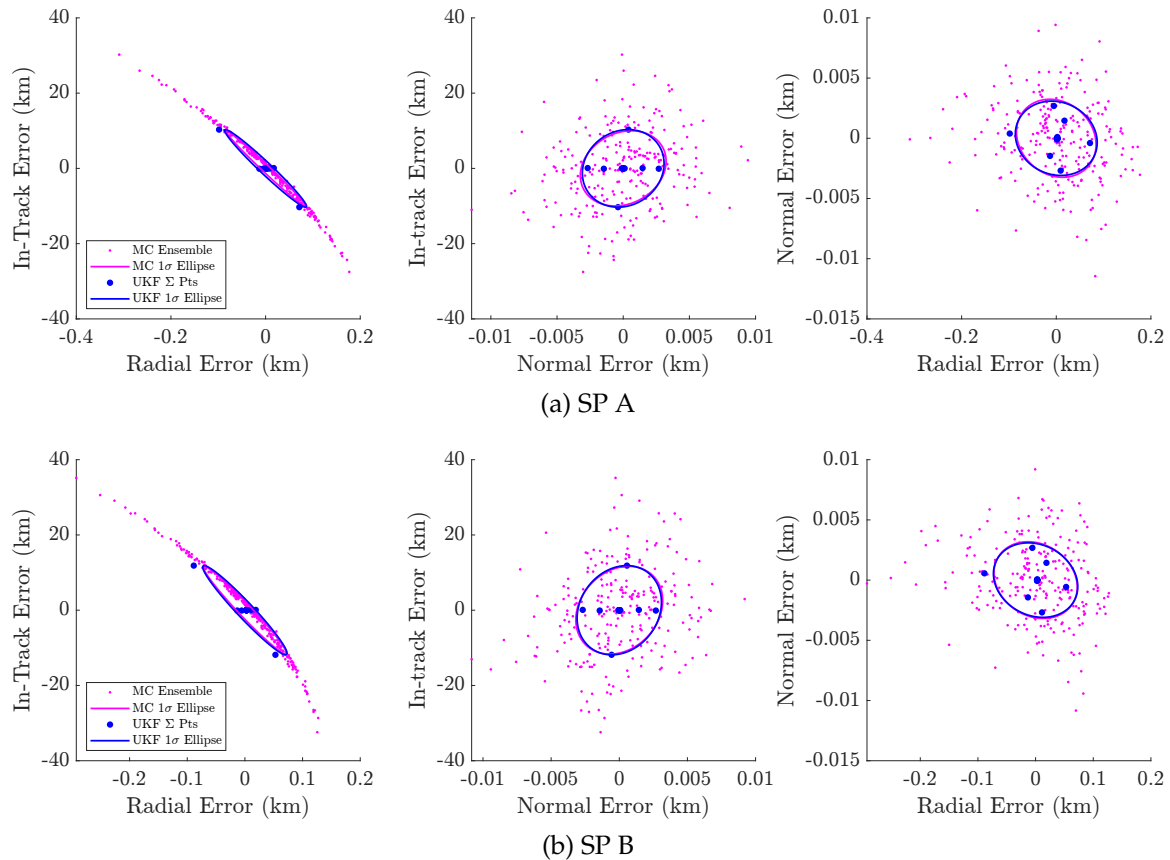 40
20
0
-20
-40
In-Track Error (km)
MC Ensemble
MC 1σ Ellipse
UKF Σ Pts
UKF 1σ Ellipse
-0.4 -0.2 0 0.2
Radial Error (km)
40
20
0
-20
-40
In-track Error (km)
-0.01 -0.005 0 0.005 0.01
Normal Error (km)
0.01
0.005
0
-0.005
-0.01
-0.015
Normal Error (km)
-0.4 -0.2 0 0.2
Radial Error (km)
(a) SP A
40
20
0
-20
-40
In-Track Error (km)
MC Ensemble
MC 1σ Ellipse
UKF Σ Pts
UKF 1σ Ellipse
-0.2 -0.1 0 0.1 0.2
Radial Error (km)
40
20
0
-20
-40
In-track Error (km)
-0.01 -0.005 0 0.005 0.01
Normal Error (km)
0.01
0.005
0
-0.005
-0.01
-0.015
Normal Error (km)
-0.2 -0.1 0 0.1 0.2
Radial Error (km)
(b) SP B